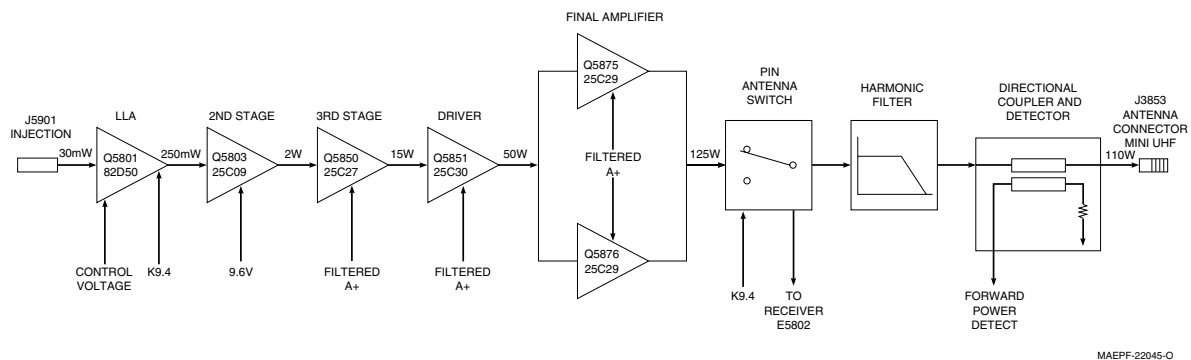 FINAL AMPLIFIER
Q5875
25C29
PIN
ANTENNA
SWITCH
HARMONIC
FILTER
DIRECTIONAL
COUPLER AND
DETECTOR
J3853
ANTENNA
CONNECTOR
MINI UHF
J5901
INJECTION
LLA
2ND STAGE
3RD STAGE
DRIVER
30mW
Q5801
82D50
250mW
Q5803
25C09
2W
Q5850
25C27
15W
Q5851
25C30
50W
FILTERED
A+
125W
110W
Q5876
25C29
CONTROL
VOLTAGE
K9.4
9.6V
FILTERED
A+
FILTERED
A+
K9.4
TO
RECEIVER
E5802
FORWARD
POWER
DETECT
MAEPF-22045-O